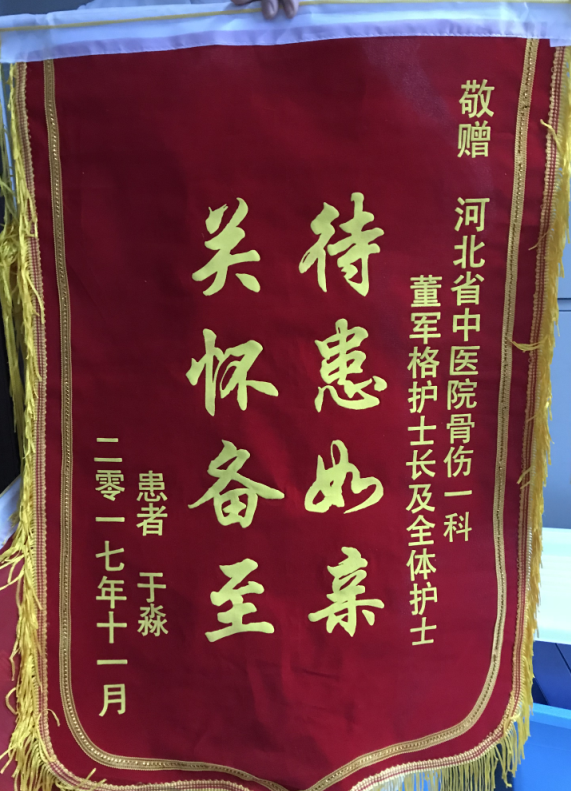 敬赠 河北省中医院骨伤一科
董军格护士长及全体护士
待患如亲
关怀备至
患者 于淼
二零一七年十一月